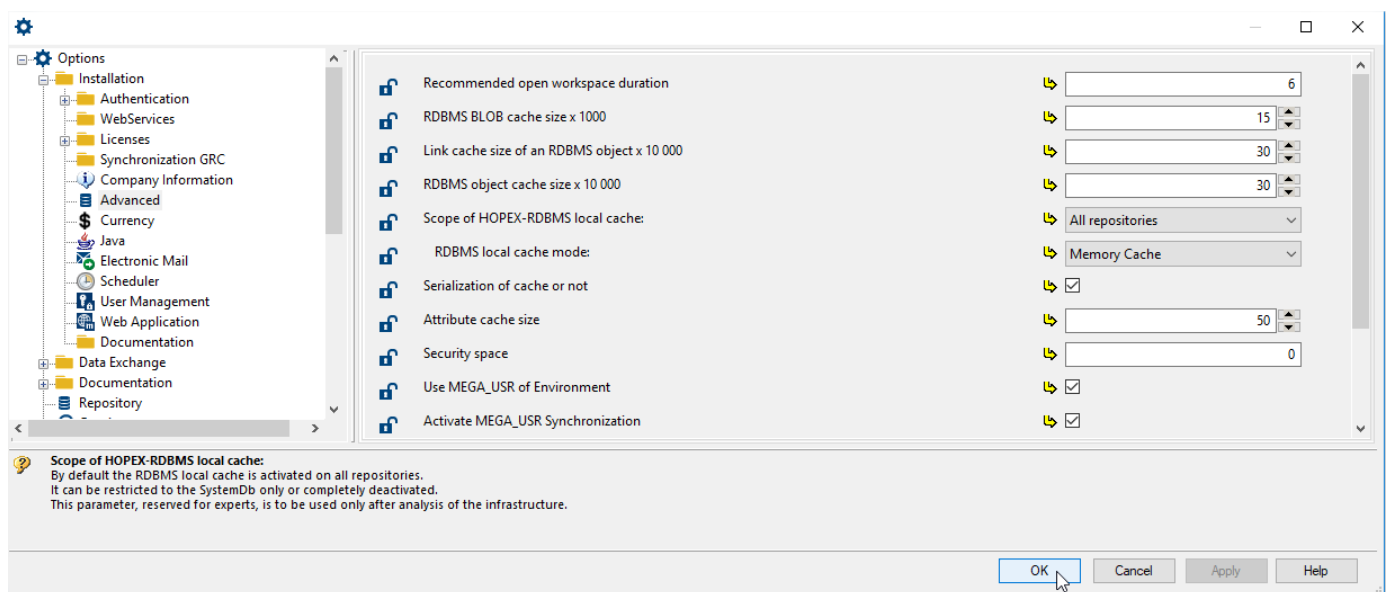 Options
Installation
Authentication
WebServices
Licenses
Synchronization GRC
Company Information
Advanced
Currency
Java
Electronic Mail
Scheduler
User Management
Web Application
Documentation
Data Exchange
Documentation
Repository
Recommended open workspace duration 6
RDBMS BLOB cache size x 1000 15
Link cache size of an RDBMS object x 10 000 30
RDBMS object cache size x 10 000 30
Scope of HOPEX-RDBMS local cache: All repositories
RDBMS local cache mode: Memory Cache
Serialization of cache or not
Attribute cache size 50
Security space 0
Use MEGA_USR of Environment
Activate MEGA_USR Synchronization
Scope of HOPEX-RDBMS local cache:
By default the RDBMS local cache is activated on all repositories.
It can be restricted to the SystemDb only or completely deactivated.
This parameter, reserved for experts, is to be used only after analysis of the infrastructure.
OK Cancel Apply Help